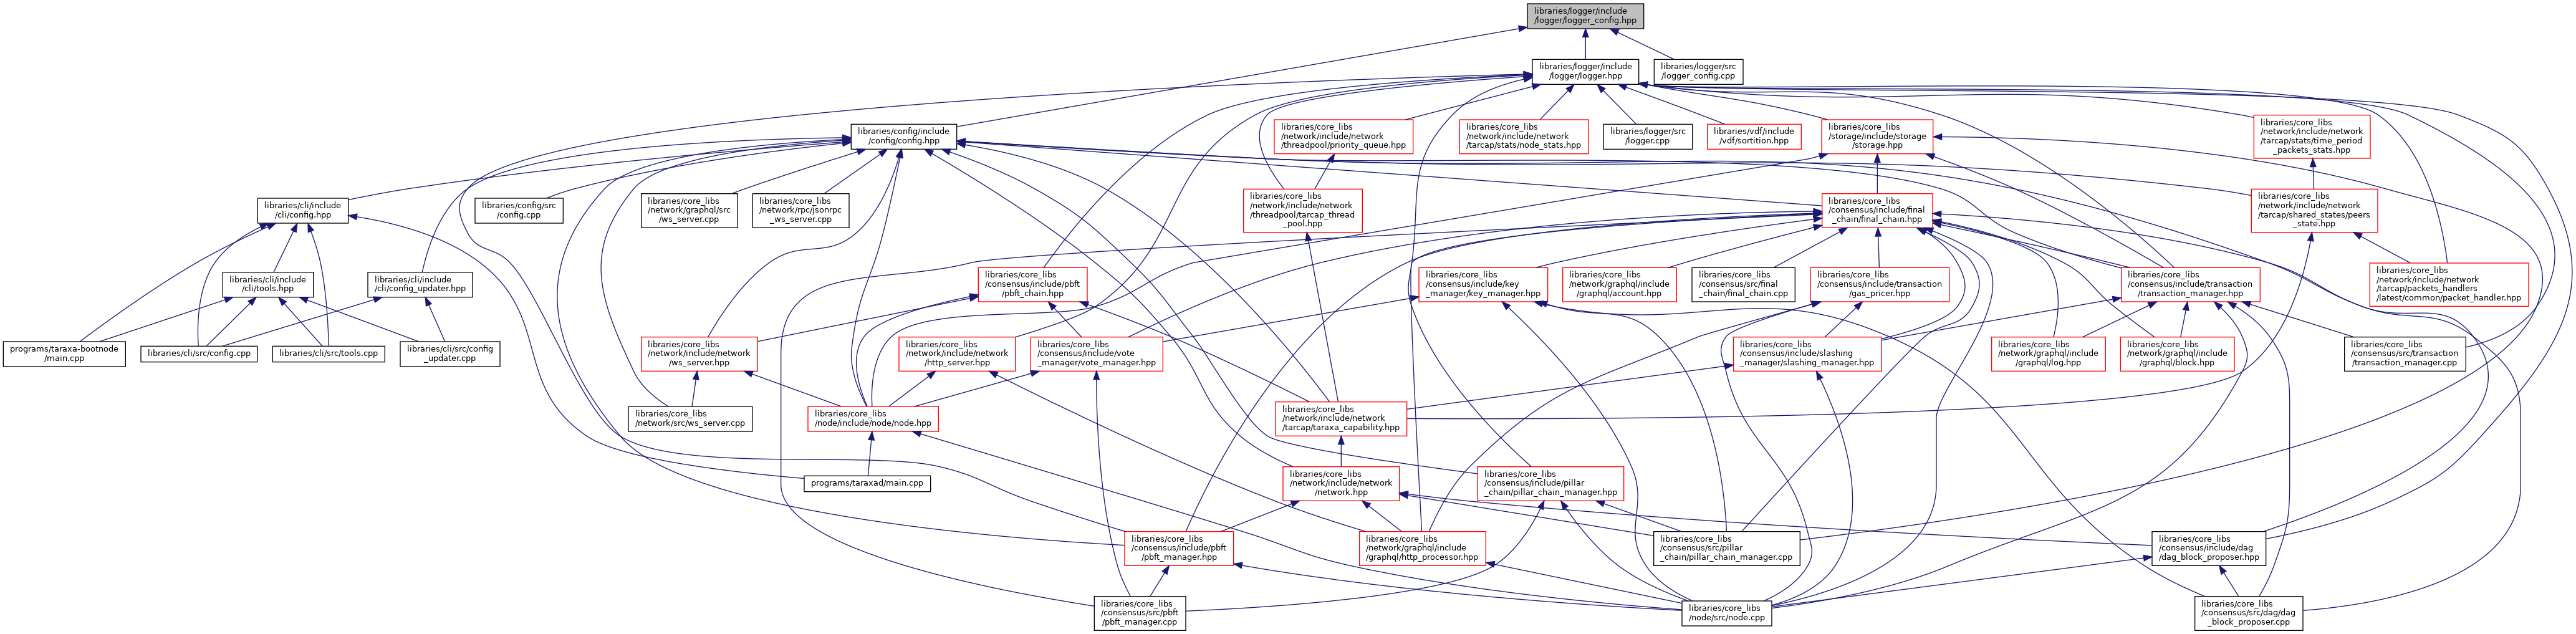 libraries/logger/include
/logger/logger_config.hpp
libraries/logger/include
/logger/logger.hpp
libraries/logger/src
/logger_config.cpp
libraries/config/include
/config/config.hpp
libraries/core_libs
/network/include/network
/threadpool/priority_queue.hpp
libraries/core_libs
/network/include/network
/tarcap/stats/node_stats.hpp
libraries/logger/src
/logger.cpp
libraries/vdf/include
/vdf/sortition.hpp
libraries/core_libs
/storage/include/storage
/storage.hpp
libraries/core_libs
/network/include/network
/tarcap/stats/time_period
_packets_stats.hpp
libraries/cli/include
/cli/config.hpp
libraries/config/src
/config.cpp
libraries/core_libs
/network/graphql/src
/ws_server.cpp
libraries/core_libs
/network/rpc/jsonrpc
_ws_server.cpp
libraries/core_libs
/network/include/network
/threadpool/tarcap_thread
_pool.hpp
libraries/core_libs
/consensus/include/final
_chain/final_chain.hpp
libraries/core_libs
/network/include/network
/tarcap/shared_states/peers
_state.hpp
libraries/cli/include
/cli/tools.hpp
libraries/cli/include
/cli/config_updater.hpp
libraries/core_libs
/consensus/include/pbft
/pbft_chain.hpp
libraries/core_libs
/consensus/include/key
_manager/key_manager.hpp
libraries/core_libs
/network/graphql/include
/graphql/account.hpp
libraries/core_libs
/consensus/src/final
_chain/final_chain.cpp
libraries/core_libs
/consensus/include/transaction
/gas_pricer.hpp
libraries/core_libs
/consensus/include/transaction
/transaction_manager.hpp
libraries/core_libs
/network/include/network
/tarcap/packets_handlers
/latest/common/packet_handler.hpp
programs/taraxa-bootnode
/main.cpp
libraries/cli/src/config.cpp
libraries/cli/src/tools.cpp
libraries/cli/src/config
_updater.cpp
libraries/core_libs
/network/include/network
/ws_server.hpp
libraries/core_libs
/network/include/network
/http_server.hpp
libraries/core_libs
/consensus/include/vote
_manager/vote_manager.hpp
libraries/core_libs
/consensus/include/slashing
_manager/slashing_manager.hpp
libraries/core_libs
/network/graphql/include
/graphql/log.hpp
libraries/core_libs
/network/graphql/include
/graphql/block.hpp
libraries/core_libs
/consensus/src/transaction
/transaction_manager.cpp
libraries/core_libs
/network/src/ws_server.cpp
libraries/core_libs
/node/include/node/node.hpp
libraries/core_libs
/network/include/network
/tarcap/taraxa_capability.hpp
programs/taraxad/main.cpp
libraries/core_libs
/network/include/network
/network.hpp
libraries/core_libs
/consensus/include/pillar
_chain/pillar_chain_manager.hpp
libraries/core_libs
/consensus/include/pbft
/pbft_manager.hpp
libraries/core_libs
/network/graphql/include
/graphql/http_processor.hpp
libraries/core_libs
/consensus/src/pillar
_chain/pillar_chain_manager.cpp
libraries/core_libs
/consensus/include/dag
/dag_block_proposer.hpp
libraries/core_libs
/consensus/src/pbft
/pbft_manager.cpp
libraries/core_libs
/node/src/node.cpp
libraries/core_libs
/consensus/src/dag/dag
_block_proposer.cpp